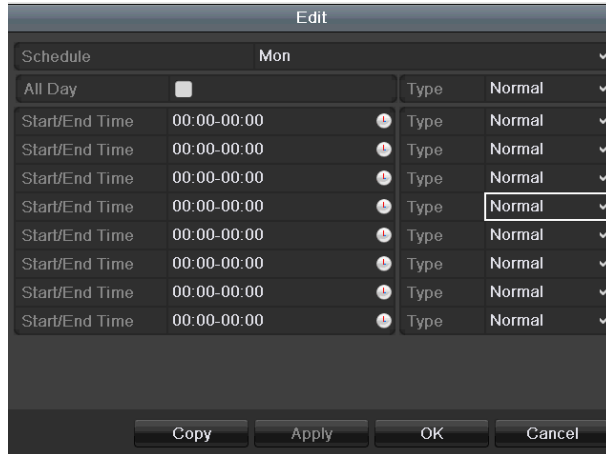 Edit
Schedule Mon
All Day Type Normal
Start/End Time 00:00-00:00 Type Normal
Start/End Time 00:00-00:00 Type Normal
Start/End Time 00:00-00:00 Type Normal
Start/End Time 00:00-00:00 Type Normal
Start/End Time 00:00-00:00 Type Normal
Start/End Time 00:00-00:00 Type Normal
Start/End Time 00:00-00:00 Type Normal
Start/End Time 00:00-00:00 Type Normal
Copy Apply OK Cancel